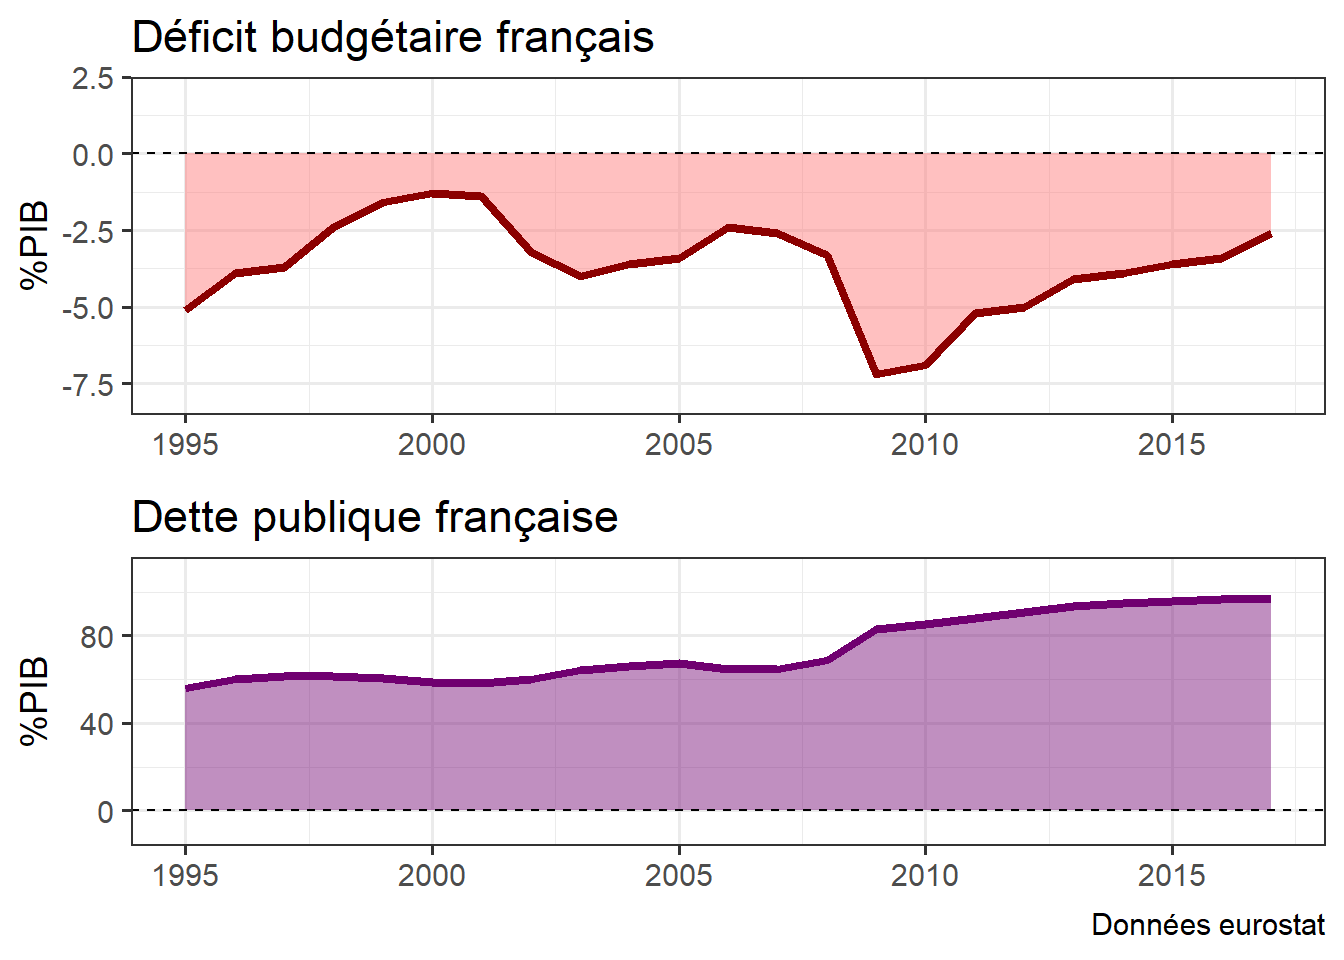 Déficit budgétaire français
%PIB
2.5
0.0
-2.5
-5.0
-7.5
1995 2000 2005 2010 2015
Dette publique française
%PIB
80
40
0
1995 2000 2005 2010 2015
Données eurostat